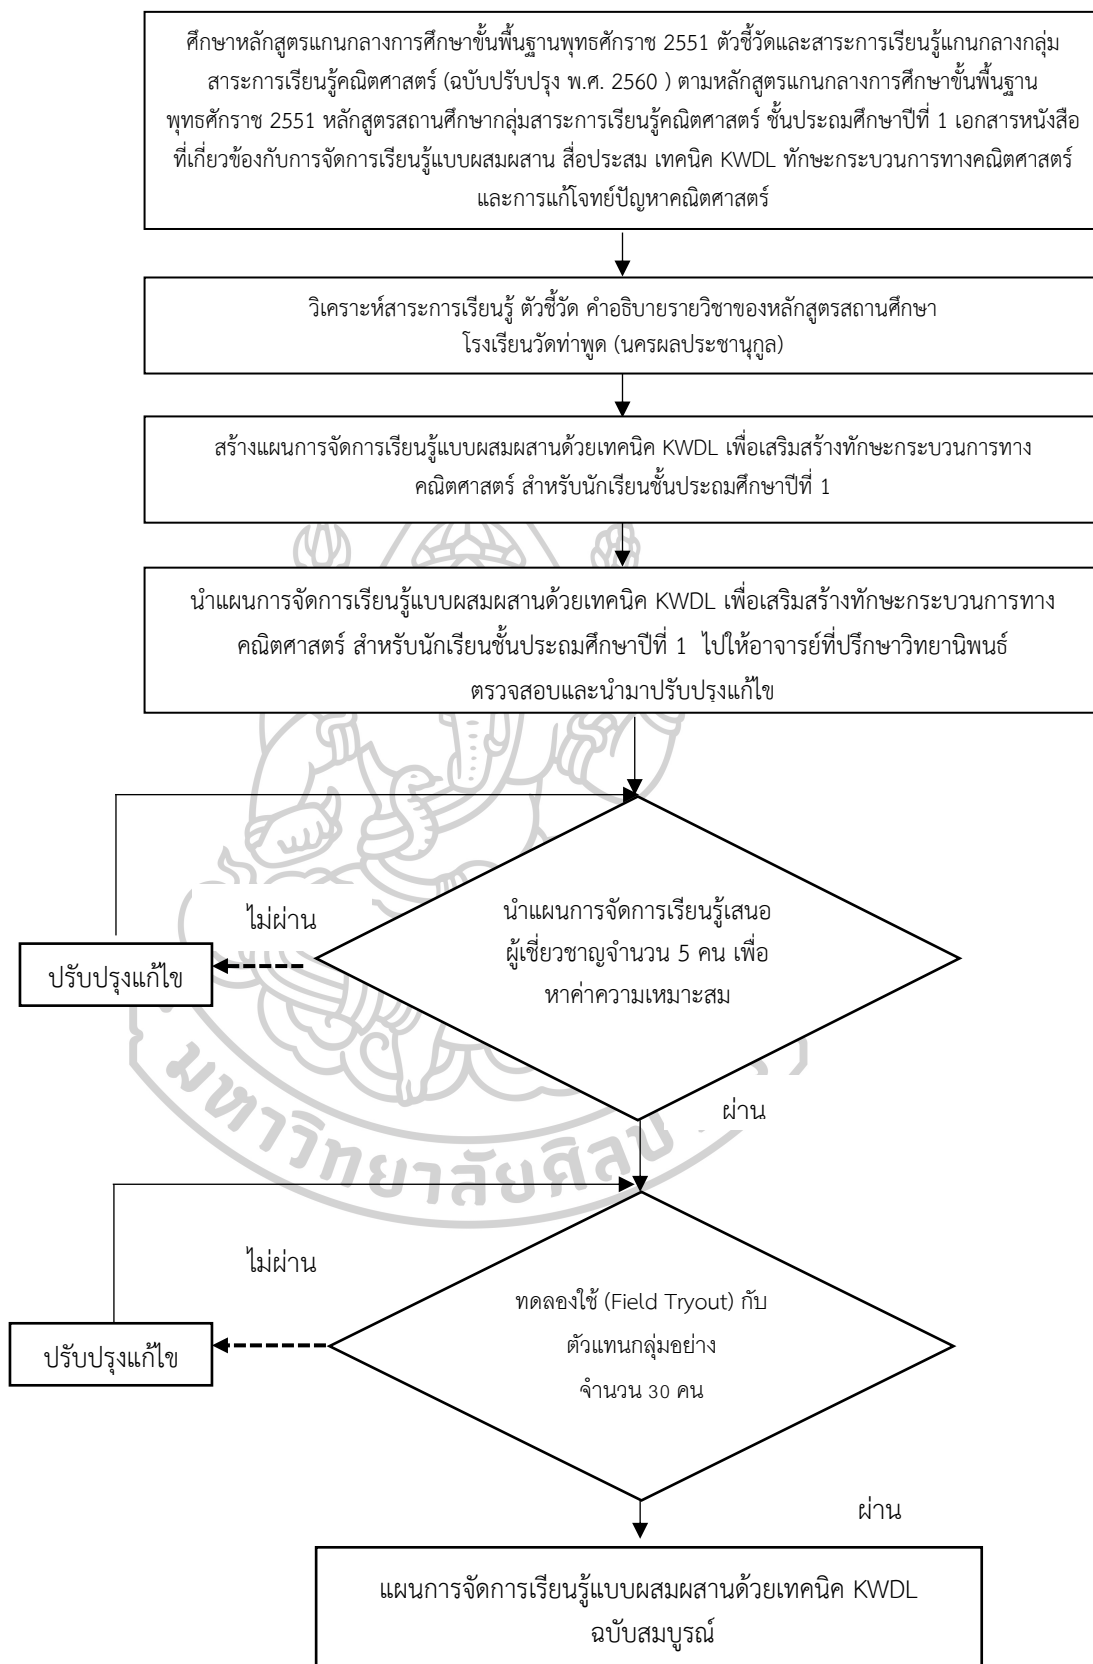 ศึกษาหลักสูตรแกนกลางการศึกษาขั้นพื้นฐานพุทธศักราช 2551 ตัวชี้วัดและสาระการเรียนรู้แกนกลางกลุ่ม
สาระการเรียนรู้คณิตศาสตร์ (ฉบับปรับปรุง พ.ศ. 2560 ) ตามหลักสูตรแกนกลางการศึกษาขั้นพื้นฐาน
พุทธศักราช 2551 หลักสูตรสถานศึกษากลุ่มสาระการเรียนรู้คณิตศาสตร์ ชั้นประถมศึกษาปีที่ 1 เอกสารหนังสือ
ที่เกี่ยวข้องกับการจัดการเรียนรู้แบบผสมผสาน สื่อประสม เทคนิค KWDL ทักษะกระบวนการทางคณิตศาสตร์
และการแก้โจทย์ปัญหาคณิตศาสตร์
วิเคราะห์สาระการเรียนรู้ ตัวชี้วัด คำอธิบายรายวิชาของหลักสูตรสถานศึกษา
โรงเรียนวัดท่าพูด (นครผลประชานุกูล)
สร้างแผนการจัดการเรียนรู้แบบผสมผสานด้วยเทคนิค KWDL เพื่อเสริมสร้างทักษะกระบวนการทาง
คณิตศาสตร์ สำหรับนักเรียนชั้นประถมศึกษาปีที่ 1
นำแผนการจัดการเรียนรู้แบบผสมผสานด้วยเทคนิค KWDL เพื่อเสริมสร้างทักษะกระบวนการทาง
คณิตศาสตร์ สำหรับนักเรียนชั้นประถมศึกษาปีที่ 1 ไปให้อาจารย์ที่ปรึกษาวิทยานิพนธ์
ตรวจสอบและนำมาปรับปรุงแก้ไข
นำแผนการจัดการเรียนรู้เสนอ
ผู้เชี่ยวชาญจำนวน 5 คน เพื่อ
หาค่าความเหมาะสม
ไม่ผ่าน
ปรับปรุงแก้ไข
ผ่าน
มหาวิทยาลัยศิลป
ไม่ผ่าน
ทดลองใช้ (Field Tryout) กับ
ตัวแทนกลุ่มอย่าง
จำนวน 30 คน
ปรับปรุงแก้ไข
ผ่าน
แผนการจัดการเรียนรู้แบบผสมผสานด้วยเทคนิค KWDL
ฉบับสมบูรณ์